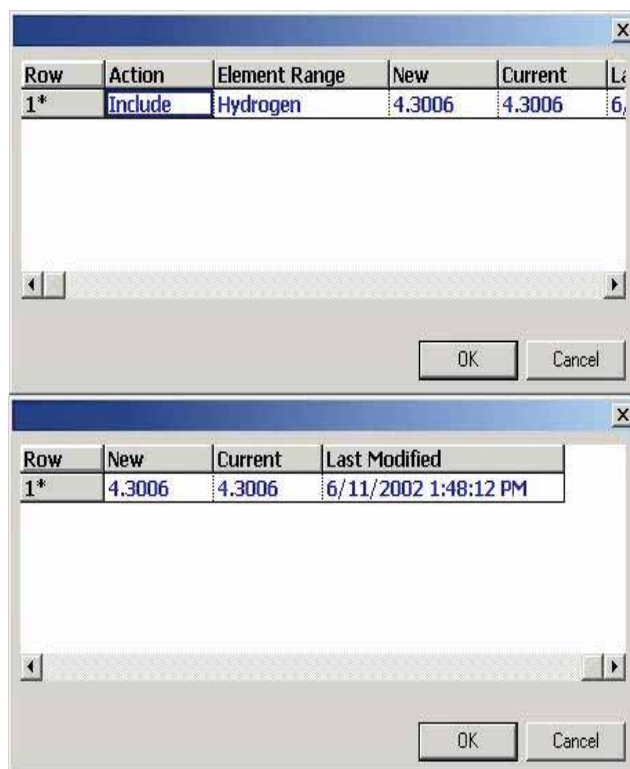 X
Row Action Element Range New Current
1* Include Hydrogen 4.3006 4.3006 6/
OK Cancel
X
Row New Current Last Modified
1* 4.3006 4.3006 6/11/2002 1:48:12 PM
OK Cancel